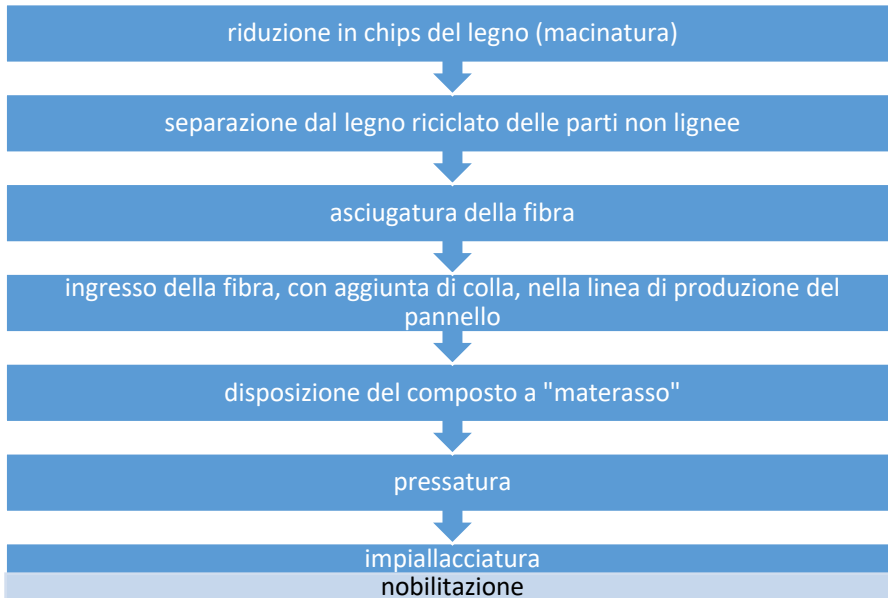 riduzione in chips del legno (macinatura)
separazione dal legno riciclato delle parti non lignee
asciugatura della fibra
ingresso della fibra, con aggiunta di colla, nella linea di produzione del
pannello
disposizione del composto a "materasso"
pressatura
impiallacciatura
nobilitazione